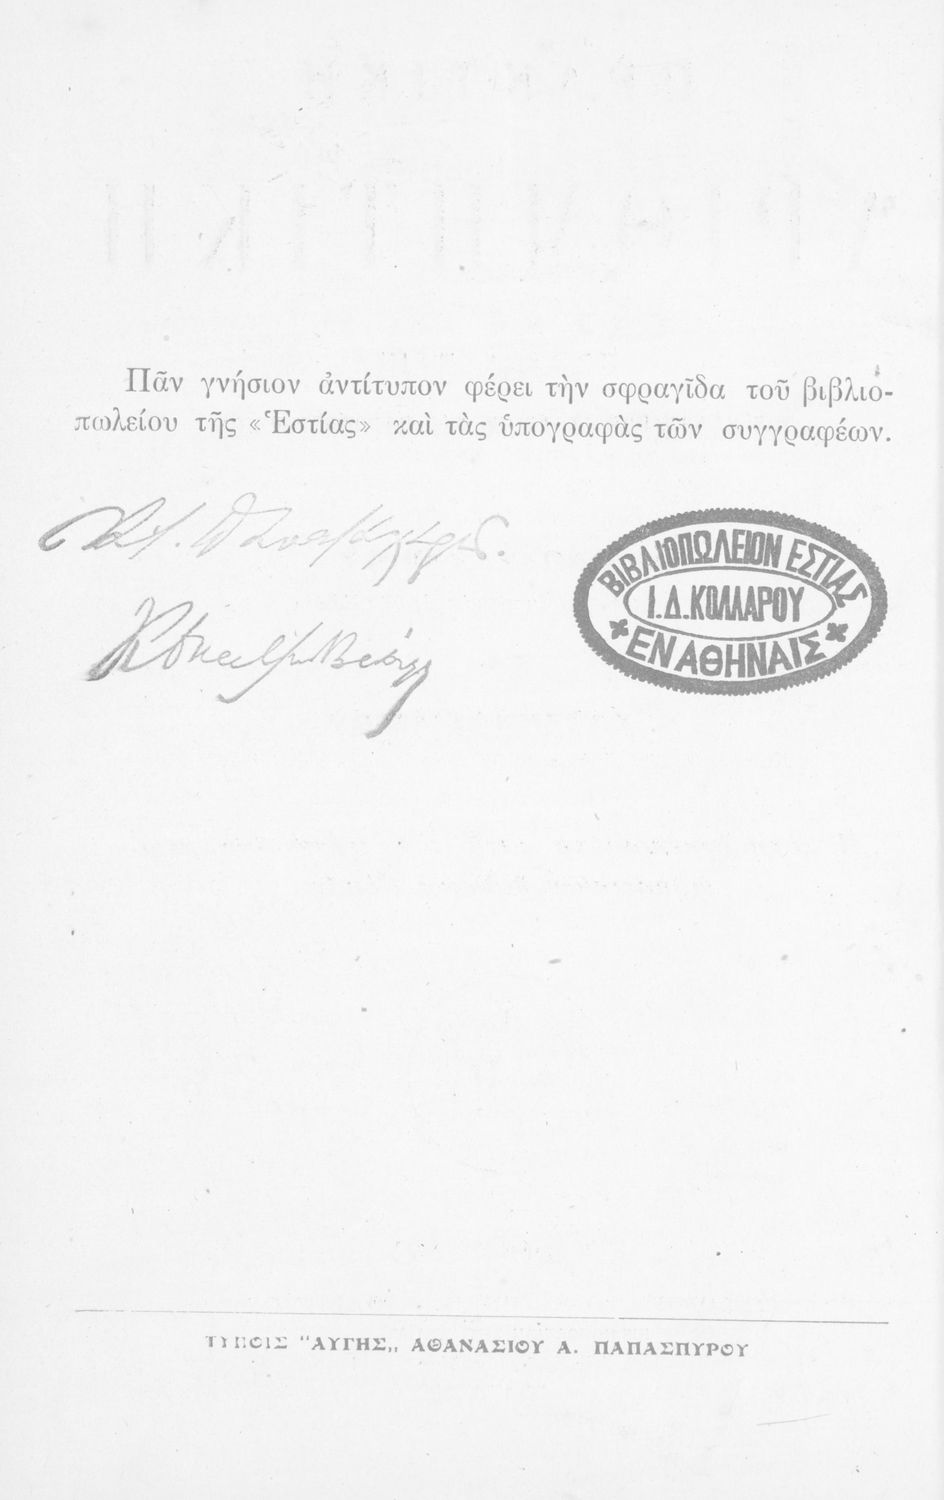 Πᾶν γνήσιον ἀντίτυπον φέρει τὴν σφραγῖδα τοῦ βιβλιο-
πωλείου τῆς «Ἑστίας» καὶ τὰς ὑπογραφὰς τῶν συγγραφέων.
ΒΙΒΛΙΟΠΩΛΕΙΟΝ ΕΣΤΙΑΣ
Ι.Δ.ΚΟΛΛΑΡΟΥ
ΕΝ ΑΘΗΝΑΙΣ
ΤΥΠΟΙΣ "ΑΥΓΗΣ„ ΑΘΑΝΑΣΙΟΥ Α. ΠΑΠΑΣΠΥΡΟΥ